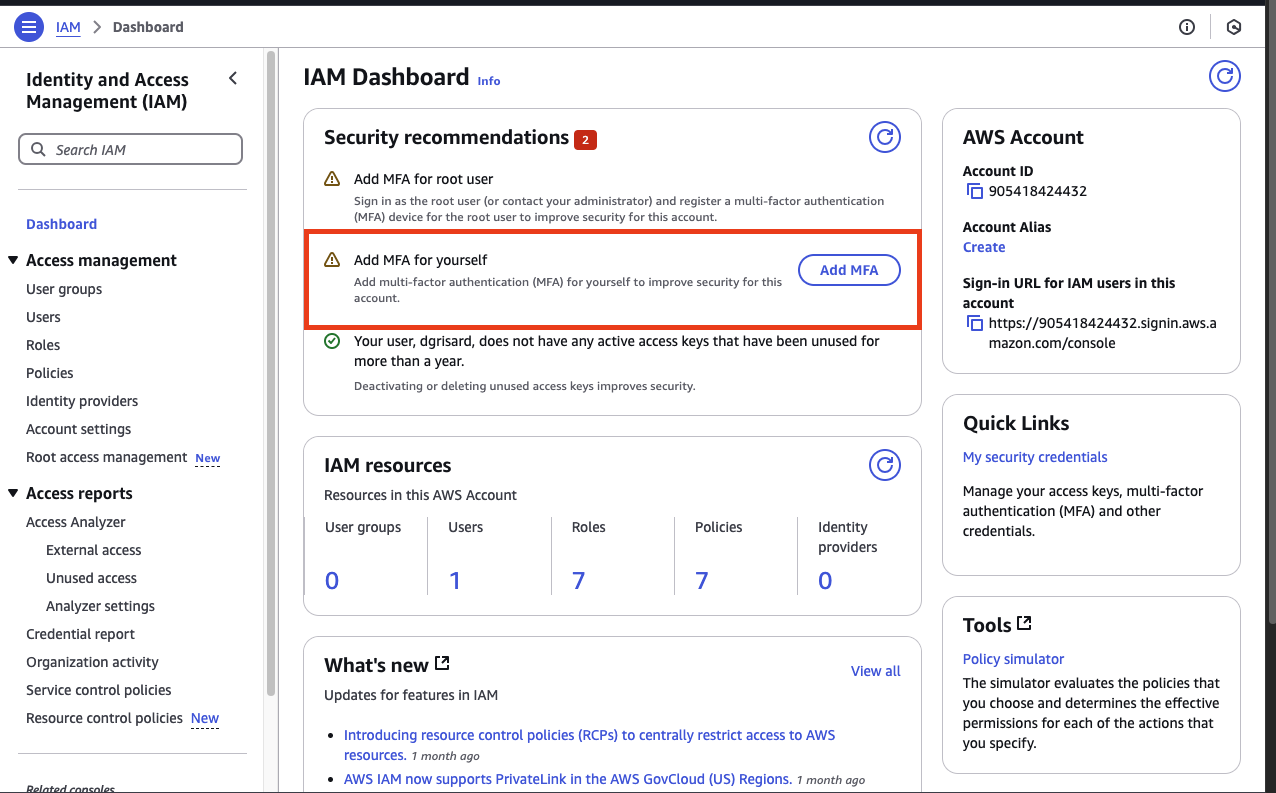 IAM
Dashboard
Identity and Access
Management (IAM)
Search IAM
Dashboard
Access management
User groups
Users
Roles
Policies
Identity providers
Account settings
Root access management New
Access reports
Access Analyzer
External access
Unused access
Analyzer settings
Credential report
Organization activity
Service control policies
Resource control policies New
Related consoles
IAM Dashboard Info
Security recommendations 2
Add MFA for root user
Sign in as the root user (or contact your administrator) and register a multi-factor authentication
(MFA) device for the root user to improve security for this account.
Add MFA for yourself
Add multi-factor authentication (MFA) for yourself to improve security for this
account.
Add MFA
Your user, dgrisard, does not have any active access keys that have been unused for
more than a year.
Deactivating or deleting unused access keys improves security.
IAM resources
Resources in this AWS Account
User groups
0
Users
1
Roles
7
Policies
7
Identity
providers
0
What's new
View all
Updates for features in IAM
Introducing resource control policies (RCPs) to centrally restrict access to AWS
resources. 1 month ago
AWS IAM now supports PrivateLink in the AWS GovCloud (US) Regions. 1 month ago
AWS Account
Account ID
905418424432
Account Alias
Create
Sign-in URL for IAM users in this
account
https://905418424432.signin.aws.a
mazon.com/console
Quick Links
My security credentials
Manage your access keys, multi-factor
authentication (MFA) and other
credentials.
Tools
Policy simulator
The simulator evaluates the policies that
you choose and determines the effective
permissions for each of the actions that
you specify.